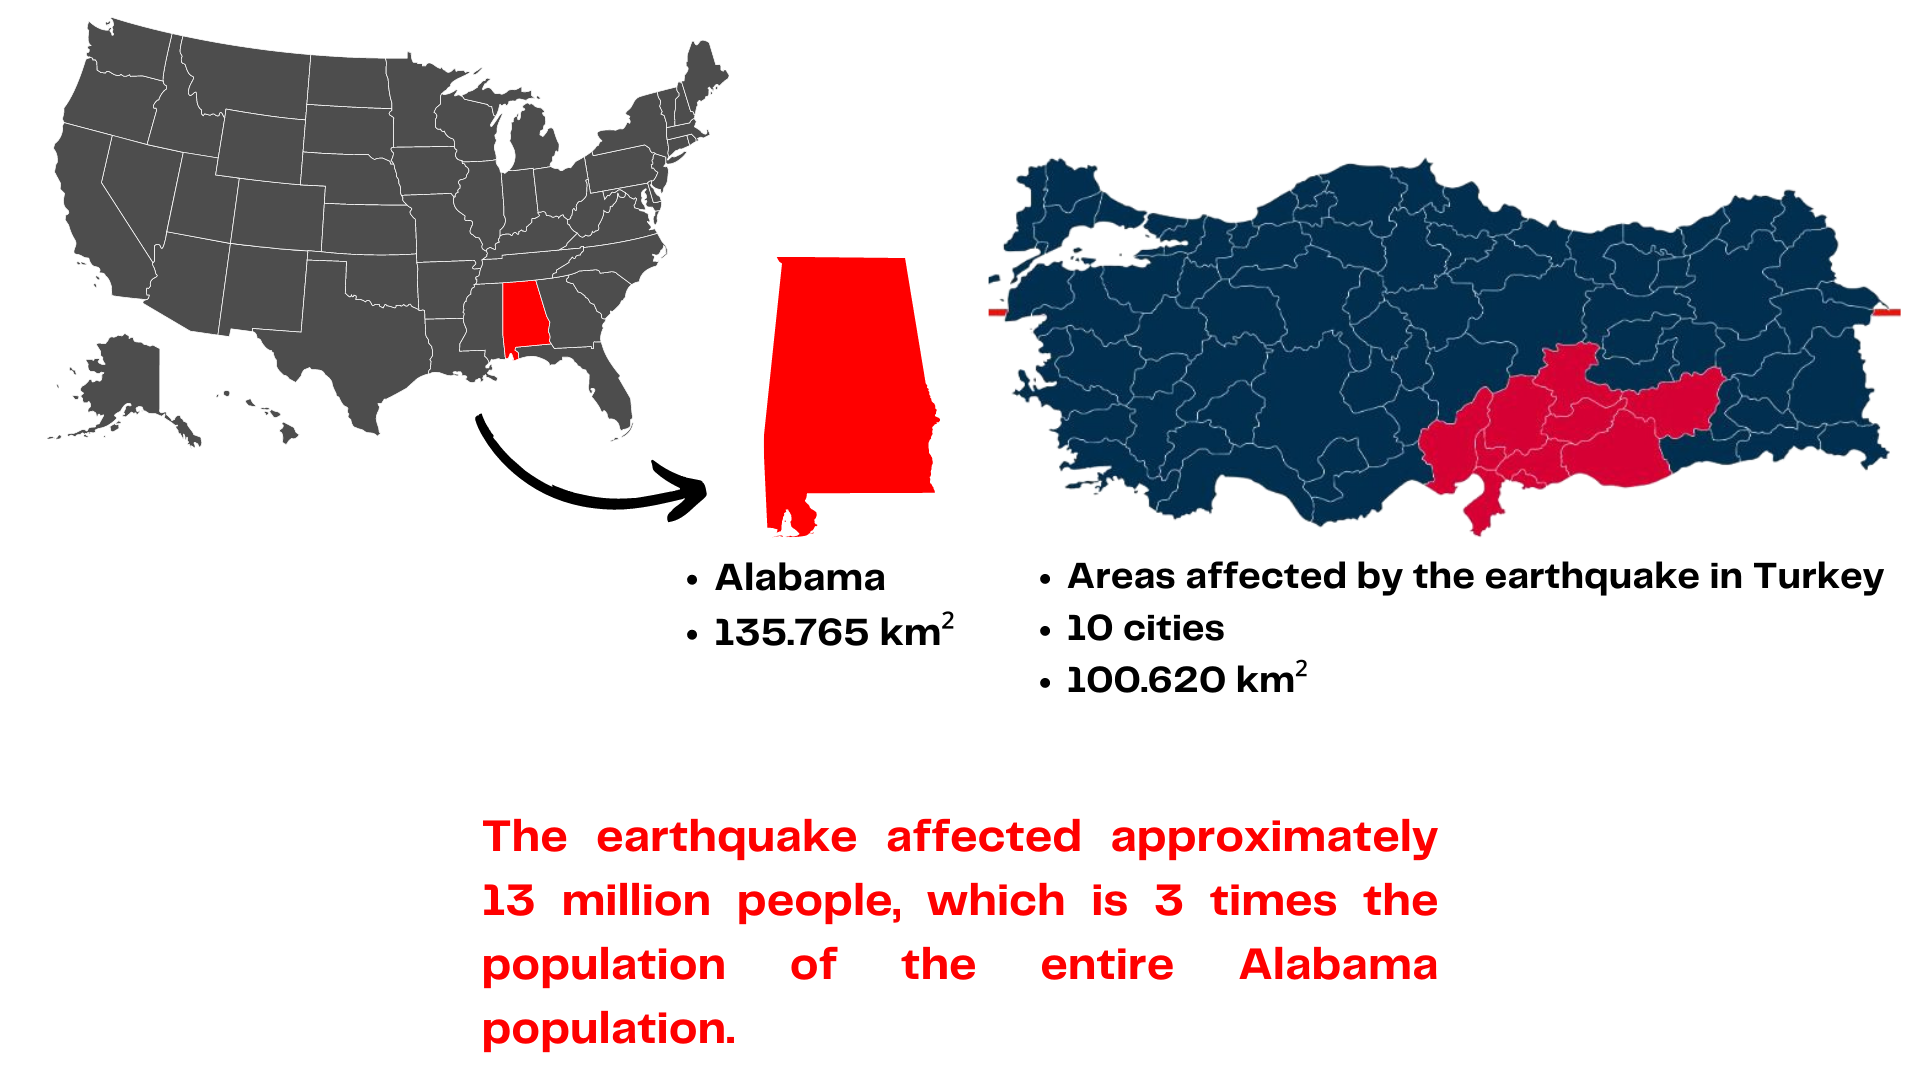 • Alabama
• 135.765 km²
• Areas affected by the earthquake in Turkey
• 10 cities
• 100.620 km²
The earthquake affected approximately
13 million people, which is 3 times the
population of the entire Alabama
population.